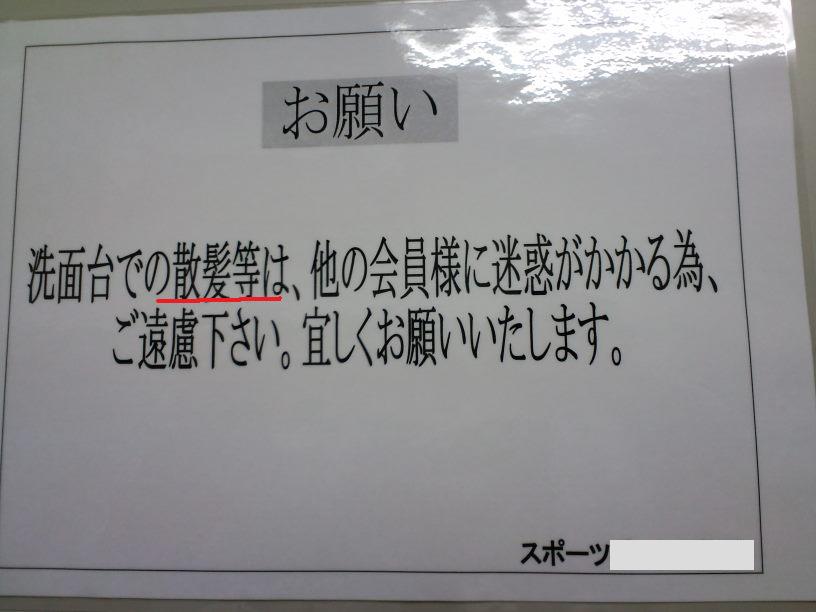 お願い
洗面台での散髪等は、他の会員様に迷惑がかかる為、
ご遠慮下さい。宜しくお願いいたします。
スポーツ